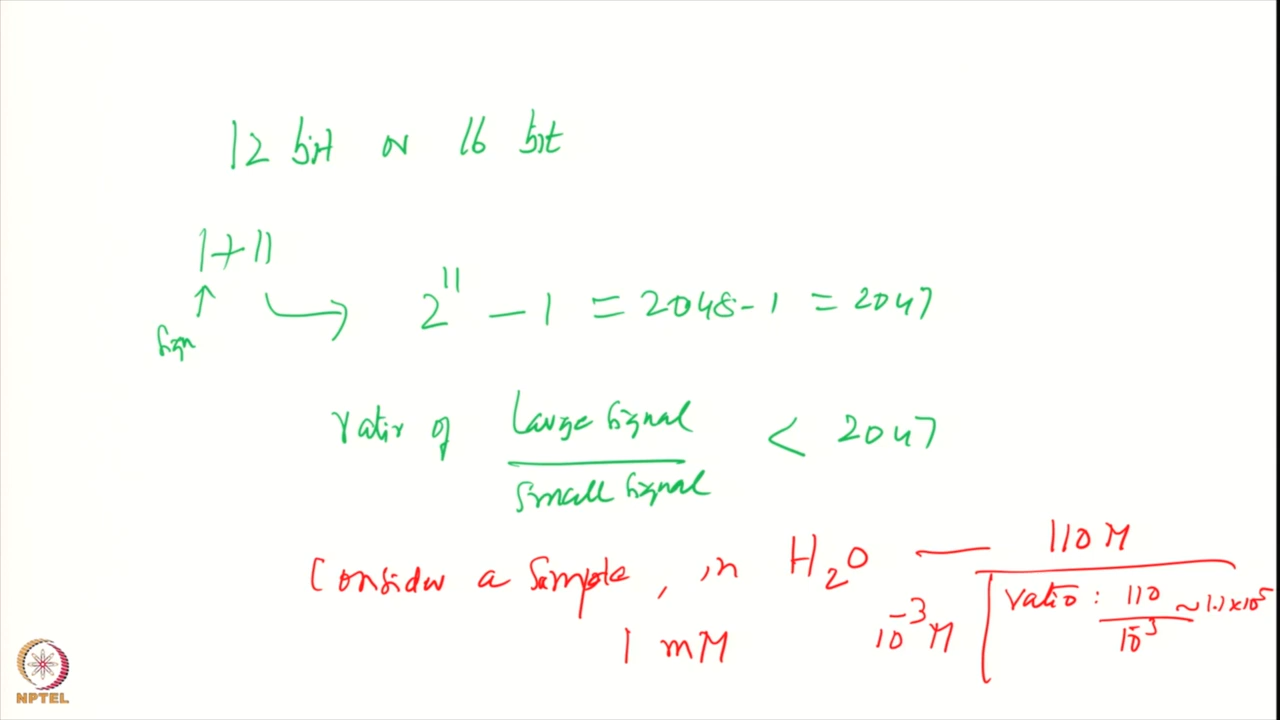 12 bit or 16 bit
1+11
↑
Sign
2^11 - 1 = 2048 - 1 = 2047
ratio of Large Signal / Small Signal < 2047
Consider a Sample, in H2O — 110 M
1 mM 10^-3 M
ratio : 110 / 10^-3 ~ 1.1 x 10^5
NPTEL